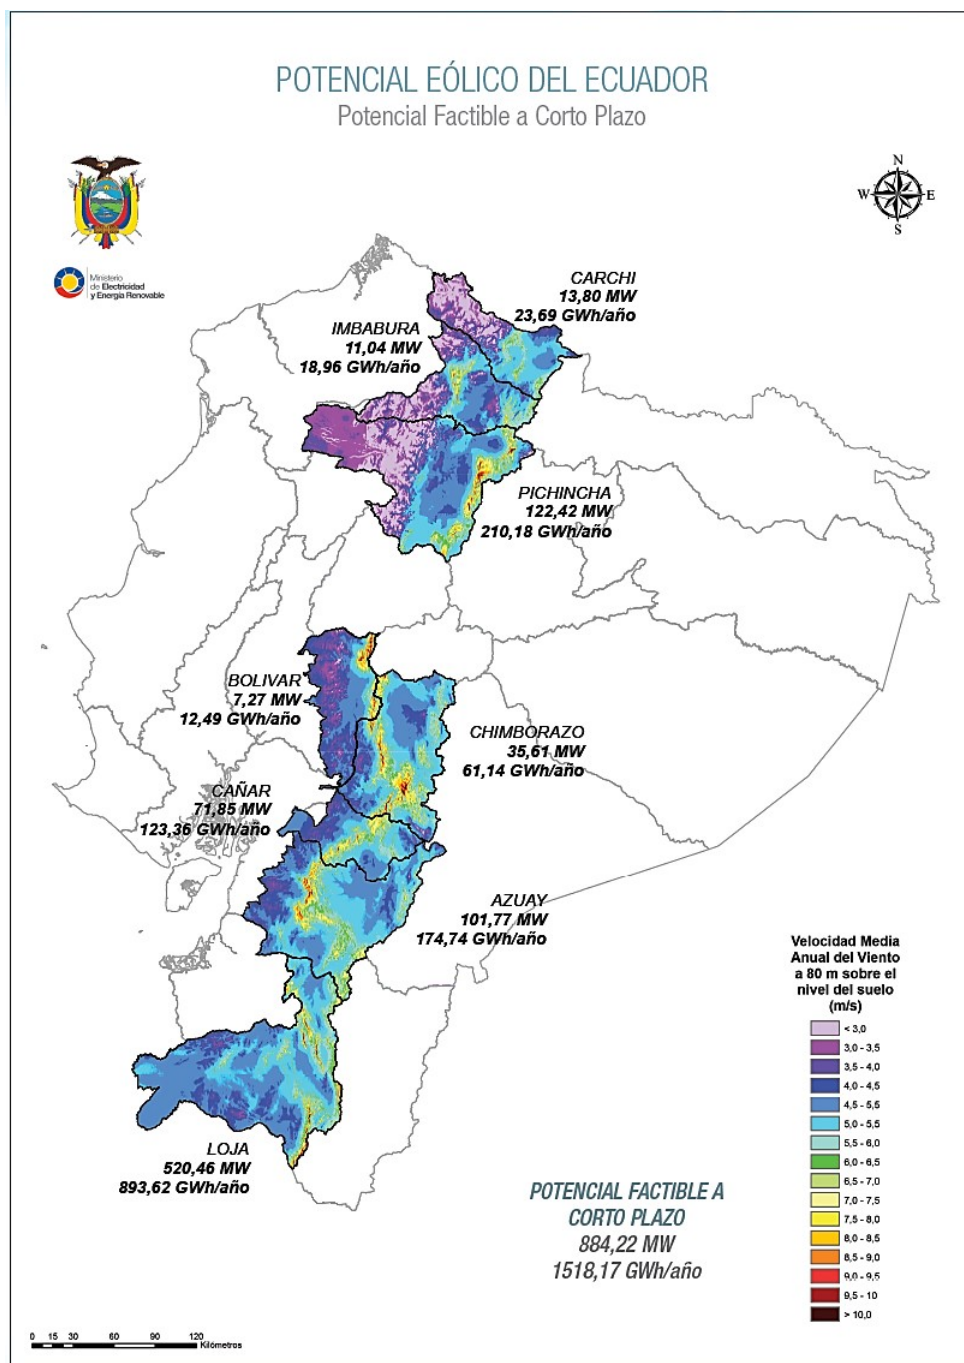 POTENCIAL EÓLICO DEL ECUADOR
Potencial Factible a Corto Plazo
N
W
E
S
Ministerio
de Electricidad
y Energía Renovable
CARCHI
13,80 MW
23,69 GWh/año
IMBABURA
11,04 MW
18,96 GWh/año
PICHINCHA
122,42 MW
210,18 GWh/año
BOLIVAR
7,27 MW
12,49 GWh/año
CHIMBORAZO
35,61 MW
61,14 GWh/año
CAÑAR
71,85 MW
123,36 GWh/año
AZUAY
101,77 MW
174,74 GWh/año
LOJA
520,46 MW
893,62 GWh/año
Velocidad Media
Anual del Viento
a 80 m sobre el
nivel del suelo
(m/s)
< 3,0
3,0 - 3,5
3,5 - 4,0
4,0 - 4,5
4,5 - 5,5
5,0 - 5,5
5,5 - 6,0
6,0 - 6,5
6,5 - 7,0
7,0 - 7,5
7,5 - 8,0
8,0 - 8,5
8,5 - 9,0
9,0 - 9,5
9,5 - 10
> 10,0
POTENCIAL FACTIBLE A
CORTO PLAZO
884,22 MW
1518,17 GWh/año
0 15 30 60 90 120
Kilómetros